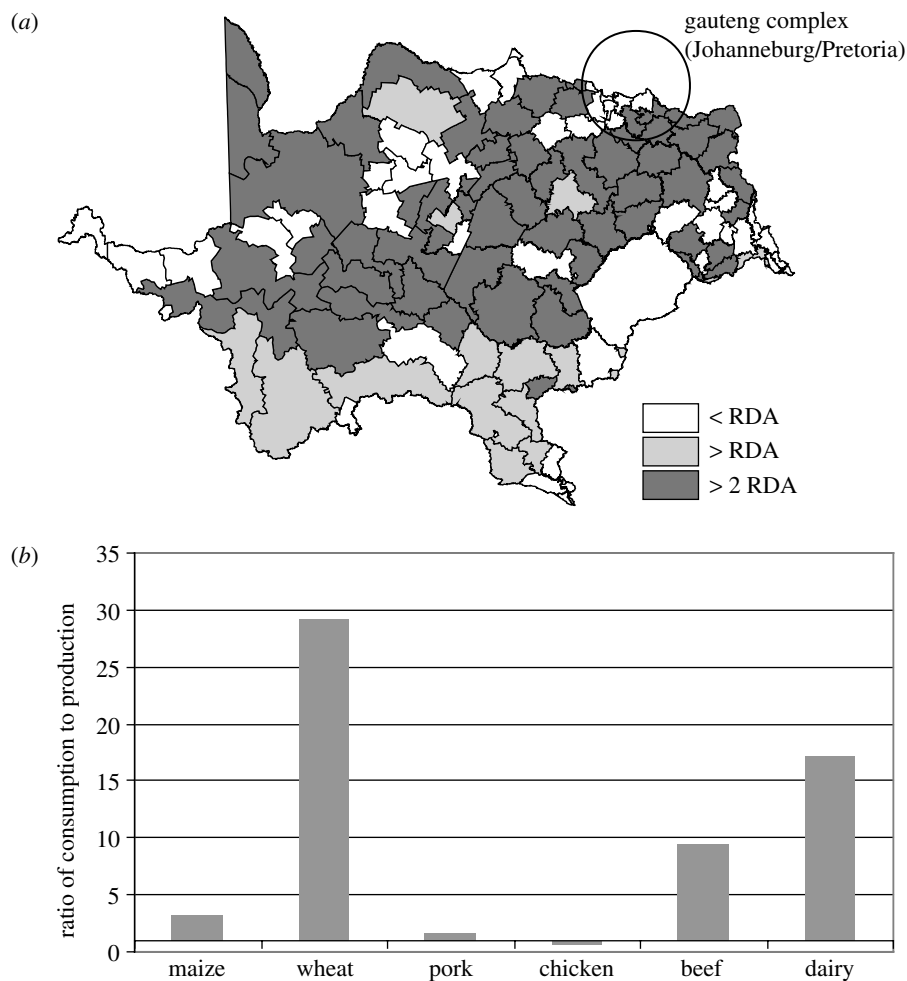 (a)
gauteng complex
(Johanneburg/Pretoria)
< RDA
> RDA
> 2 RDA
(b)
ratio of consumption to production
35
30
25
20
15
10
5
0
maize wheat pork chicken beef dairy